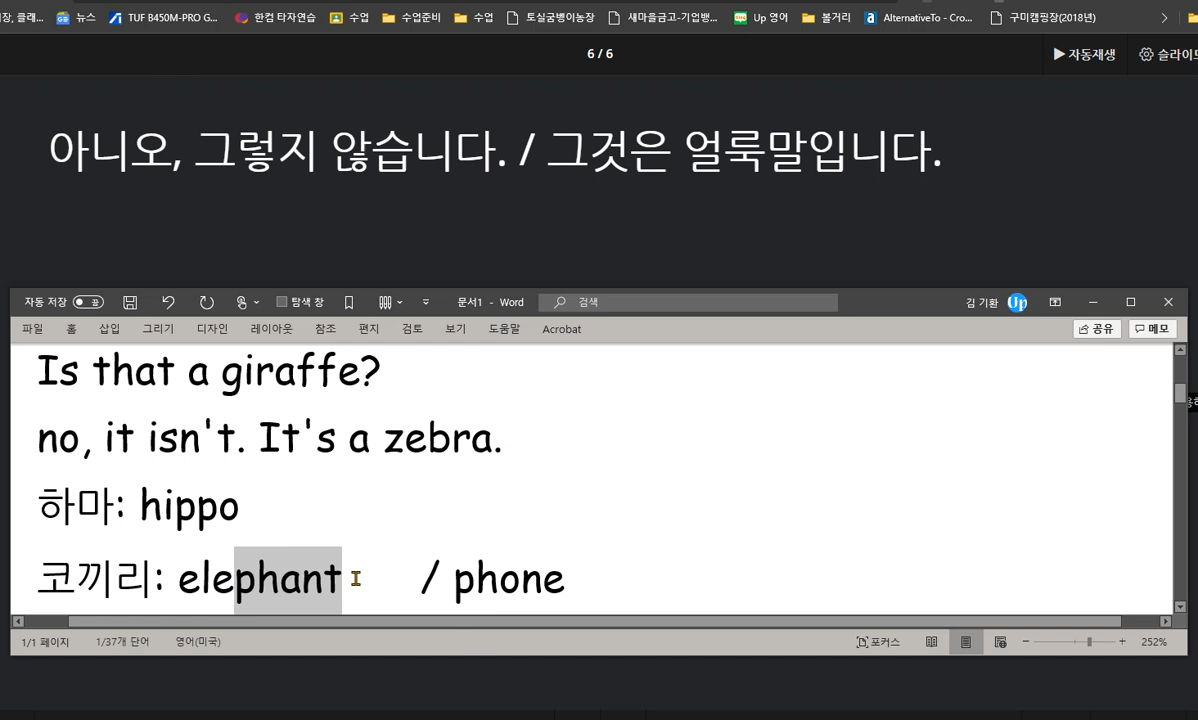 TUF B450M-PRO G...
뉴스
한컴 타자연습
수업
수업준비
수업
토실굼벵이농장
새마을금고-기업뱅...
Up 영어
볼거리
AlternativeTo - Cro...
구미캠핑장(2018년)
6 / 6
자동재생
슬라이드
아니오, 그렇지 않습니다. / 그것은 얼룩말입니다.
자동 저장
끔
탐색 창
문서1 - Word
검색
김 기환
Up
파일 홈 삽입 그리기 디자인 레이아웃 참조 편지 검토 보기 도움말 Acrobat
공유
메모
Is that a giraffe?
no, it isn't. It's a zebra.
하마: hippo
코끼리: elephant / phone
1/1 페이지
1/37개 단어
영어(미국)
포커스
252%